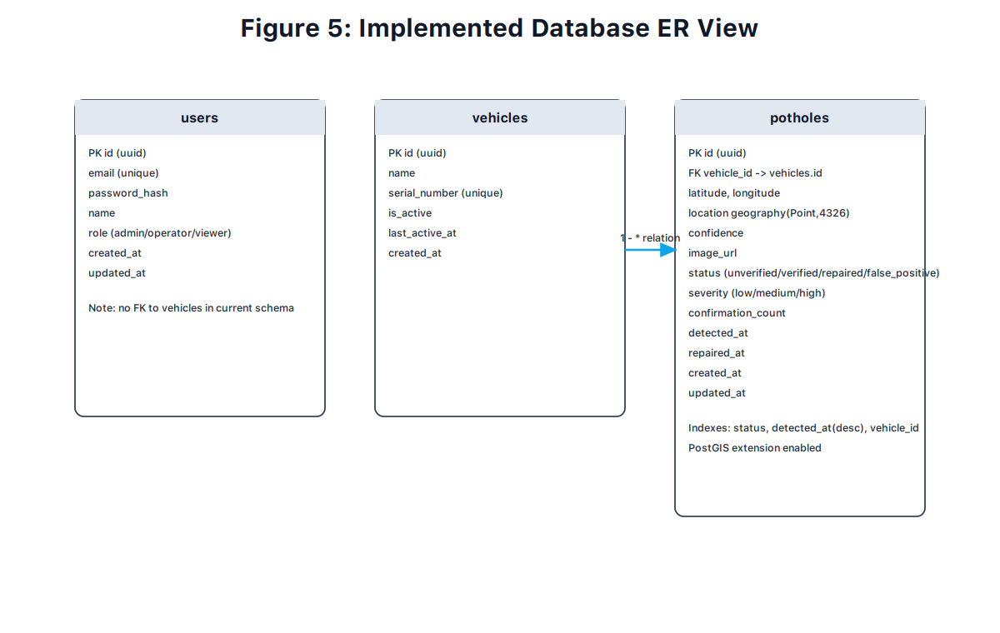 Figure 5: Implemented Database ER View
users
PK id (uuid)
email (unique)
password_hash
name
role (admin/operator/viewer)
created_at
updated_at
Note: no FK to vehicles in current schema
vehicles
PK id (uuid)
name
serial_number (unique)
is_active
last_active_at
created_at
1 - * relation
potholes
PK id (uuid)
FK vehicle_id -> vehicles.id
latitude, longitude
location geography(Point,4326)
confidence
image_url
status (unverified/verified/repaired/false_positive)
severity (low/medium/high)
confirmation_count
detected_at
repaired_at
created_at
updated_at
Indexes: status, detected_at(desc), vehicle_id
PostGIS extension enabled